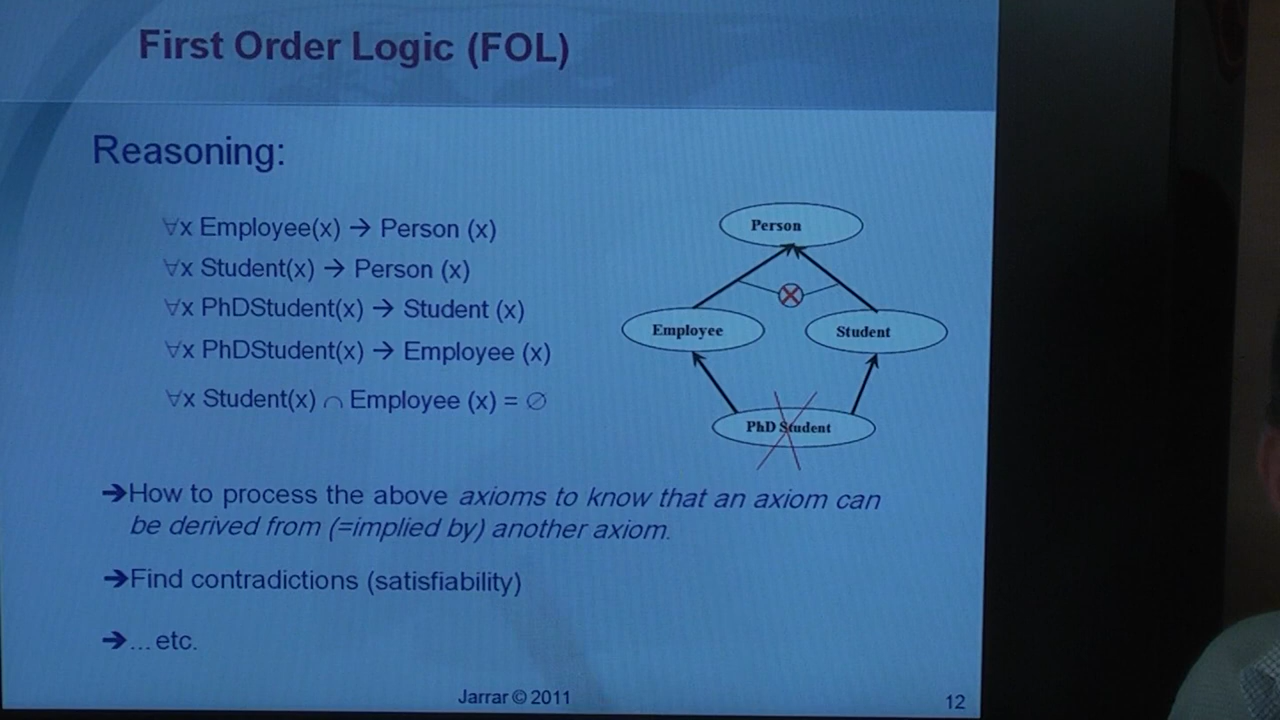 First Order Logic (FOL)
Reasoning:
∀x Employee(x) → Person (x)
∀x Student(x) → Person (x)
∀x PhDStudent(x) → Student (x)
∀x PhDStudent(x) → Employee (x)
∀x Student(x) ∩ Employee (x) = ∅
Person
Employee
Student
PhD Student
➔How to process the above axioms to know that an axiom can
be derived from (=implied by) another axiom.
➔Find contradictions (satisfiability)
➔... etc.
Jarrar © 2011
12